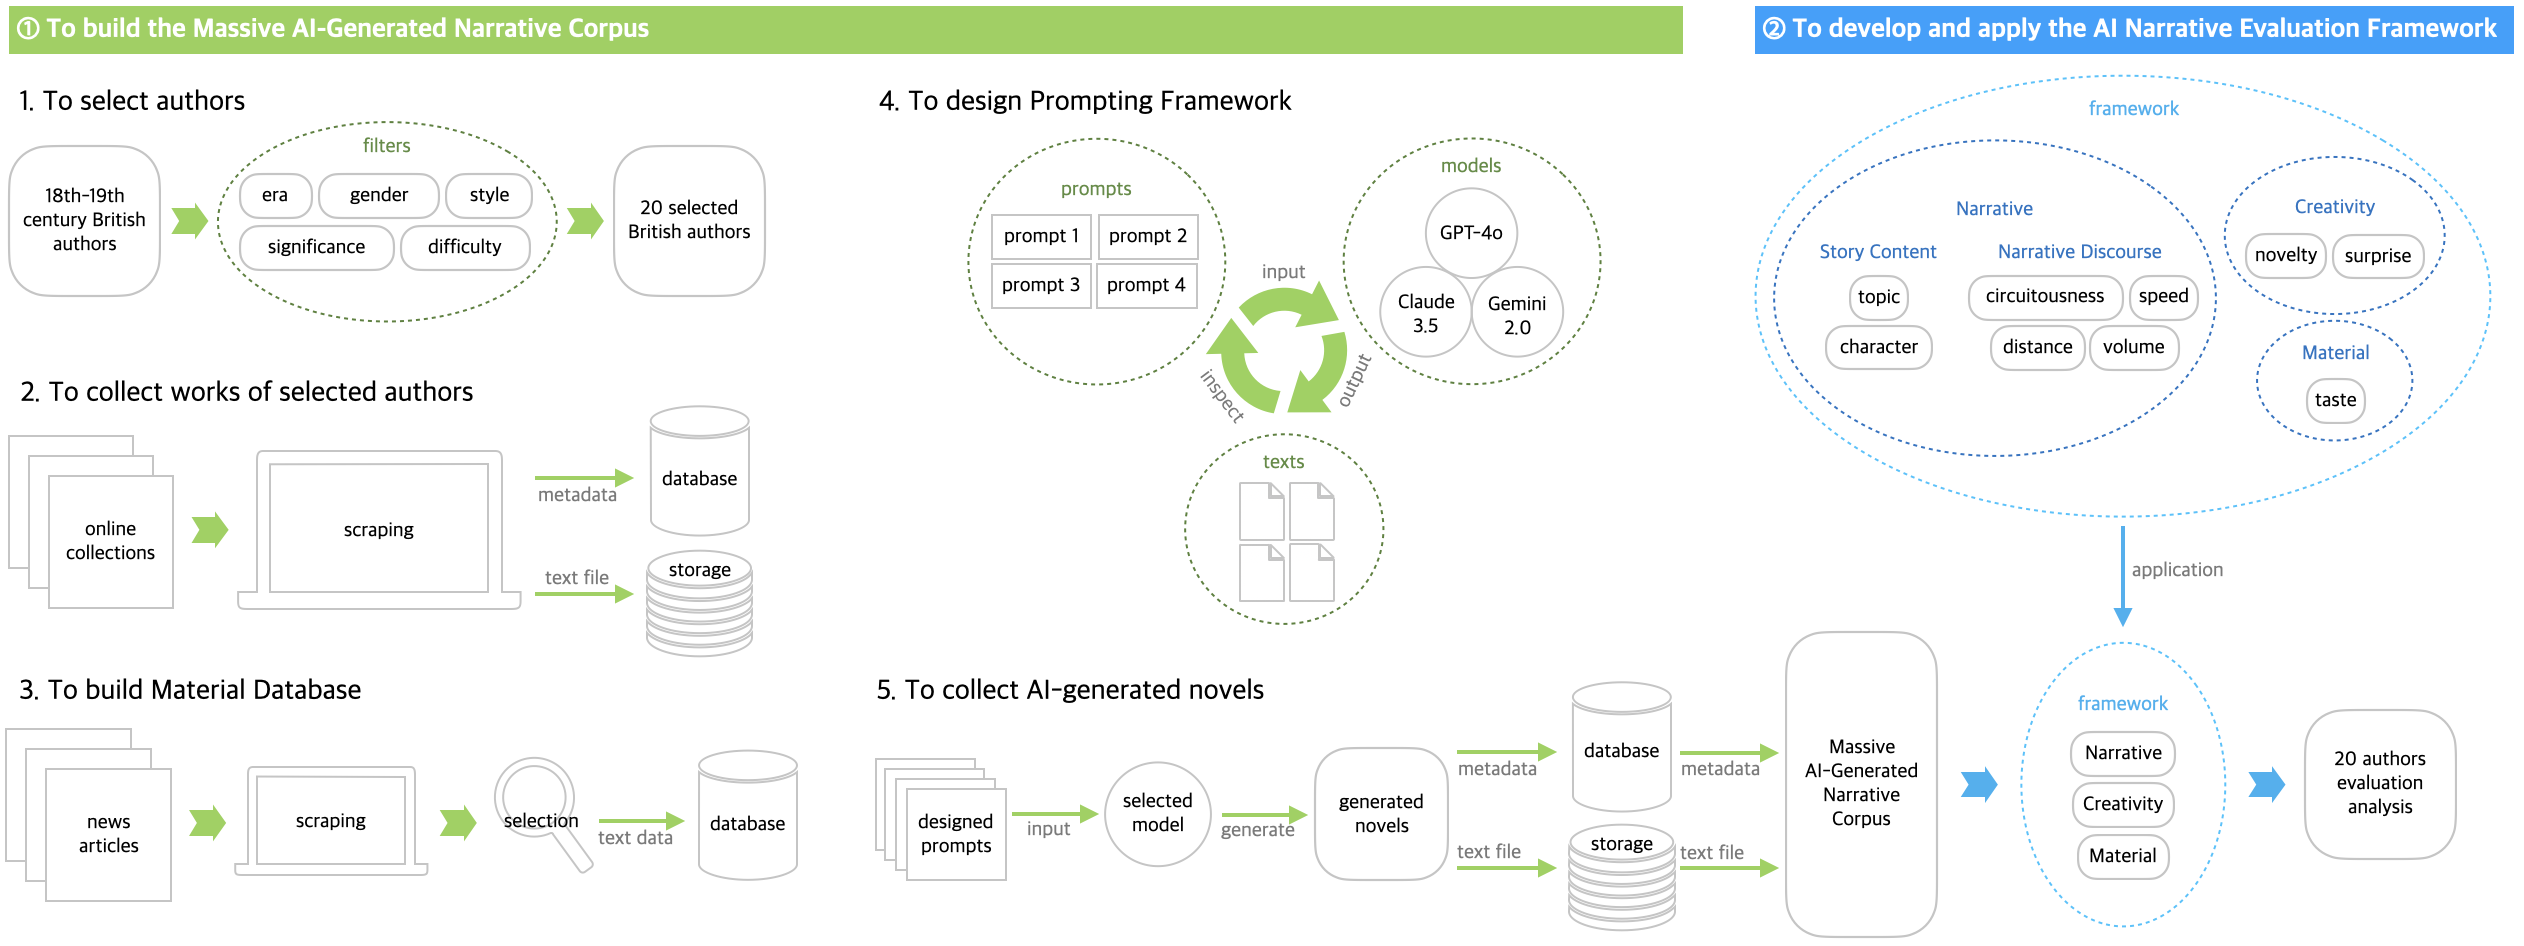 ① To build the Massive AI-Generated Narrative Corpus
② To develop and apply the AI Narrative Evaluation Framework
1. To select authors
18th-19th
century British
authors
filters
era
gender
style
significance
difficulty
20 selected
British authors
2. To collect works of selected authors
online
collections
scraping
metadata
text file
database
storage
3. To build Material Database
news
articles
scraping
selection
text data
database
4. To design Prompting Framework
prompts
prompt 1
prompt 2
prompt 3
prompt 4
models
GPT-4o
Claude
3.5
Gemini
2.0
input
output
inspect
texts
5. To collect AI-generated novels
designed
prompts
input
selected
model
generate
generated
novels
metadata
text file
database
storage
metadata
text file
Massive
AI-Generated
Narrative
Corpus
framework
Narrative
Story Content
topic
character
Narrative Discourse
circuitousness
speed
distance
volume
Creativity
novelty
surprise
Material
taste
application
framework
Narrative
Creativity
Material
20 authors
evaluation
analysis